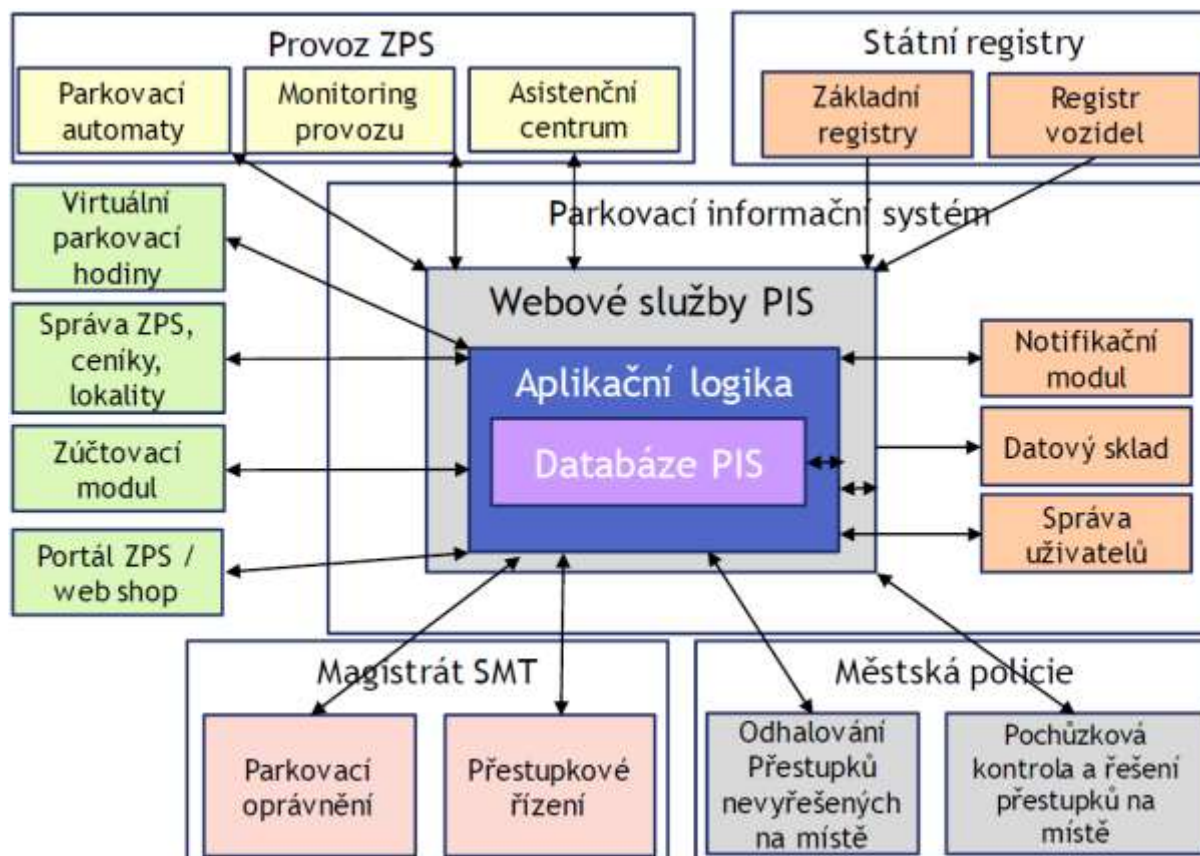 Provoz ZPS
Parkovací
automaty
Monitoring
provozu
Asistenční
centrum
Státní registry
Základní
registry
Registr
vozidel
Virtuální
parkovací
hodiny
Správa ZPS,
ceníky,
lokality
Zúčtovací
modul
Portál ZPS /
web shop
Parkovací informační systém
Webové služby PIS
Aplikační logika
Databáze PIS
Notifikační
modul
Datový sklad
Správa
uživatelů
Magistrát SMT
Parkovací
oprávnění
Přestupkové
řízení
Městská policie
Odhalování
Přestupků
nevyřešených
na místě
Pochůzková
kontrola a řešení
přestupků na
místě